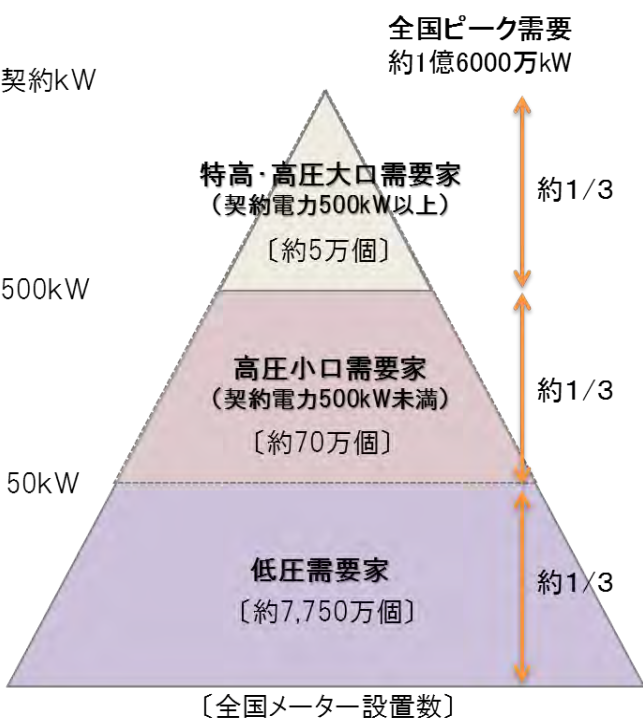 全国ピーク需要
約1億6000万kW
契約kW
特高・高圧大口需要家
（契約電力500kW以上）
約1/3
〔約5万個〕
500kW
高圧小口需要家
（契約電力500kW未満）
約1/3
〔約70万個〕
50kW
低圧需要家
約1/3
〔約7,750万個〕
〔全国メーター設置数〕